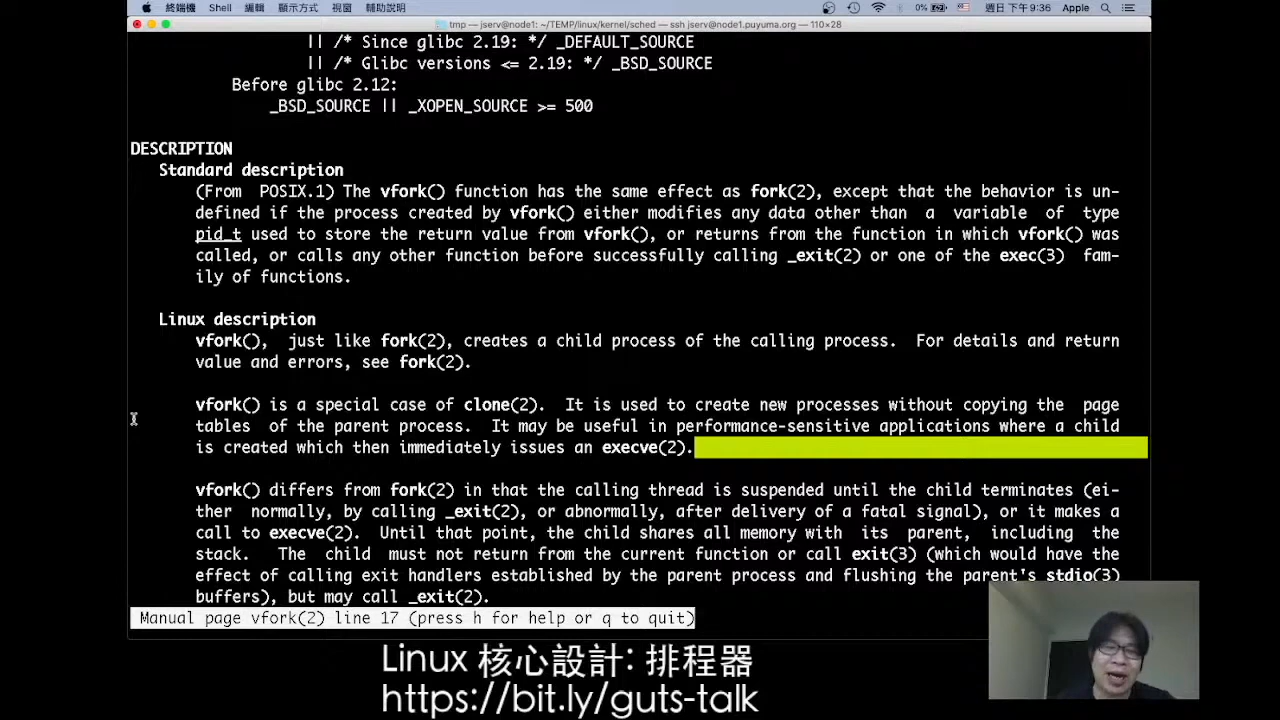 終端機 Shell 編輯 顯示方式 視窗 輔助說明 0% 週日 下午 9:36 Apple
tmp — jserv@node1: ~/TEMP/linux/kernel/sched — ssh jserv@node1.puyuma.org — 110×28
|| /* Since glibc 2.19: */ _DEFAULT_SOURCE
|| /* Glibc versions <= 2.19: */ _BSD_SOURCE
Before glibc 2.12:
_BSD_SOURCE || _XOPEN_SOURCE >= 500
DESCRIPTION
Standard description
(From POSIX.1) The vfork() function has the same effect as fork(2), except that the behavior is un-
defined if the process created by vfork() either modifies any data other than a variable of type
pid_t used to store the return value from vfork(), or returns from the function in which vfork() was
called, or calls any other function before successfully calling _exit(2) or one of the exec(3) fam-
ily of functions.
Linux description
vfork(), just like fork(2), creates a child process of the calling process. For details and return
value and errors, see fork(2).
vfork() is a special case of clone(2). It is used to create new processes without copying the page
tables of the parent process. It may be useful in performance-sensitive applications where a child
is created which then immediately issues an execve(2).
vfork() differs from fork(2) in that the calling thread is suspended until the child terminates (ei-
ther normally, by calling _exit(2), or abnormally, after delivery of a fatal signal), or it makes a
call to execve(2). Until that point, the child shares all memory with its parent, including the
stack. The child must not return from the current function or call exit(3) (which would have the
effect of calling exit handlers established by the parent process and flushing the parent's stdio(3)
buffers), but may call _exit(2).
Manual page vfork(2) line 17 (press h for help or q to quit)
Linux 核心設計: 排程器
https://bit.ly/guts-talk